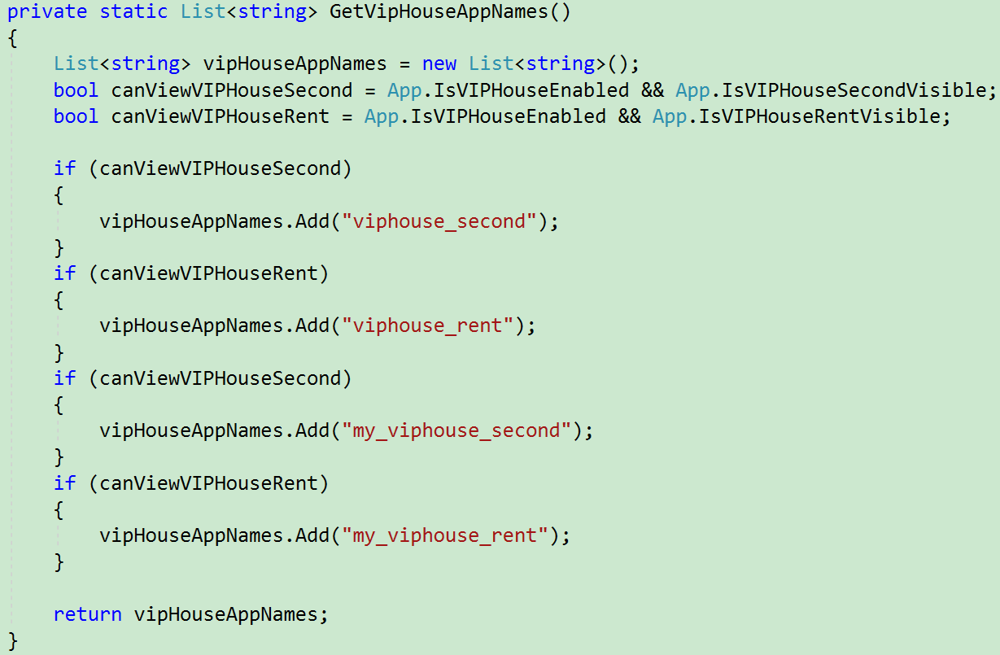 private static List<string> GetVipHouseAppNames()
{
    List<string> vipHouseAppNames = new List<string>();
    bool canViewVIPHouseSecond = App.IsVIPHouseEnabled && App.IsVIPHouseSecondVisible;
    bool canViewVIPHouseRent = App.IsVIPHouseEnabled && App.IsVIPHouseRentVisible;

    if (canViewVIPHouseSecond)
    {
        vipHouseAppNames.Add("viphouse_second");
    }
    if (canViewVIPHouseRent)
    {
        vipHouseAppNames.Add("viphouse_rent");
    }
    if (canViewVIPHouseSecond)
    {
        vipHouseAppNames.Add("my_viphouse_second");
    }
    if (canViewVIPHouseRent)
    {
        vipHouseAppNames.Add("my_viphouse_rent");
    }

    return vipHouseAppNames;
}